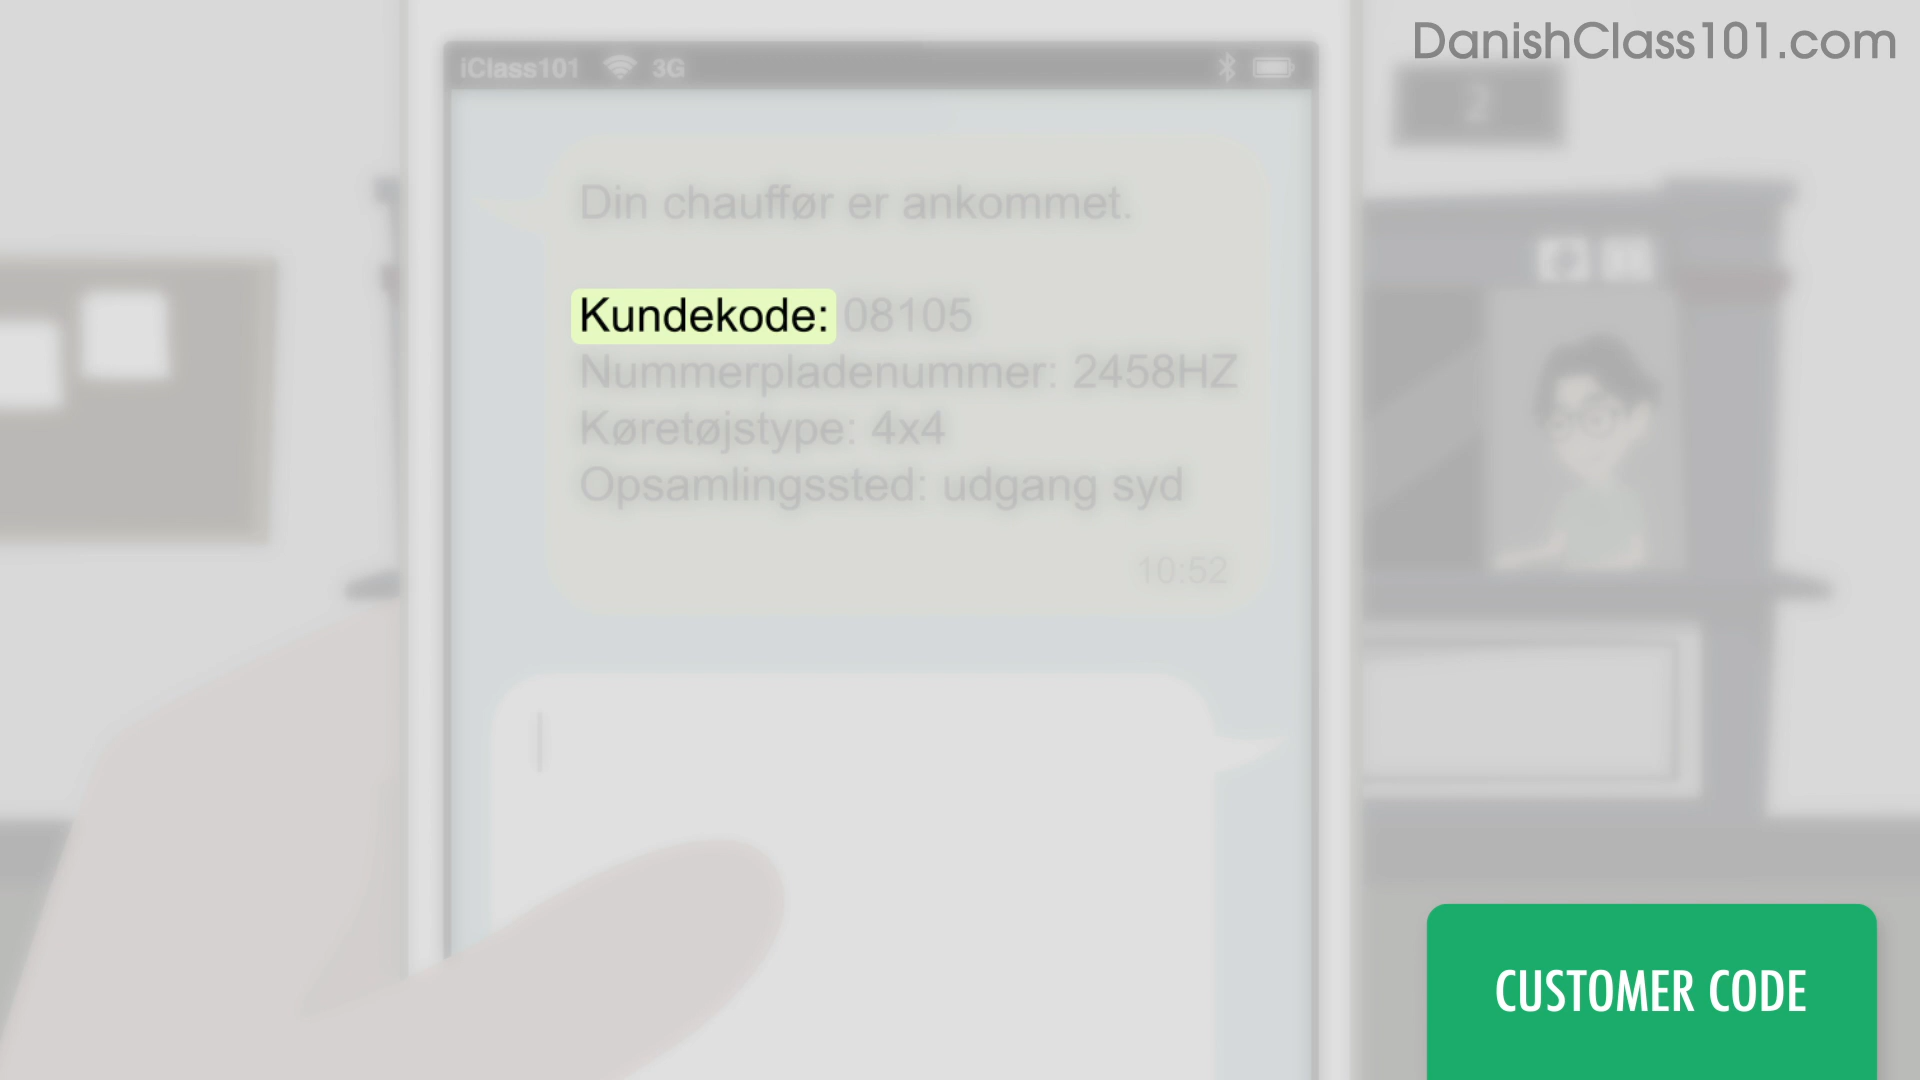 DanishClass101.com
iClass101 3G
2
Din chauffør er ankommet.
Kundekode: 08105
Nummerpladenummer: 2458HZ
Køretøjstype: 4x4
Opsamlingssted: udgang syd
10:52
CUSTOMER CODE